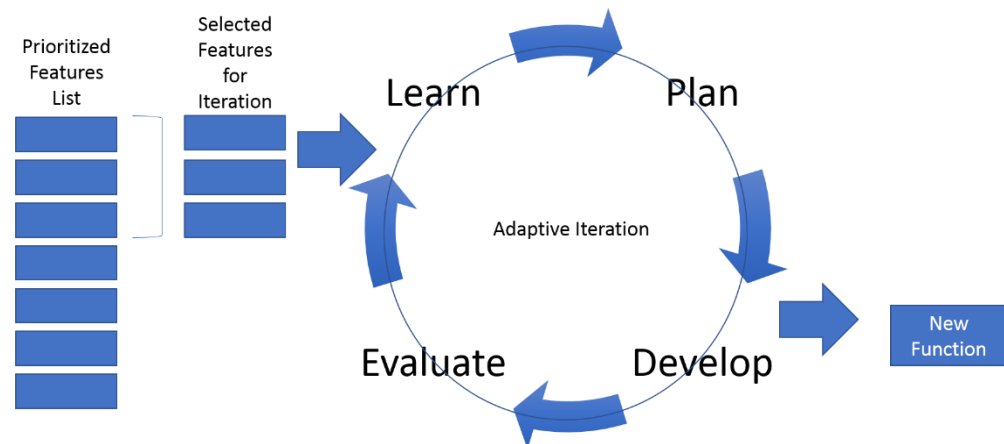 Prioritized
Features
List
Selected
Features
for
Iteration
Learn
Plan
Adaptive Iteration
Evaluate
Develop
New
Function